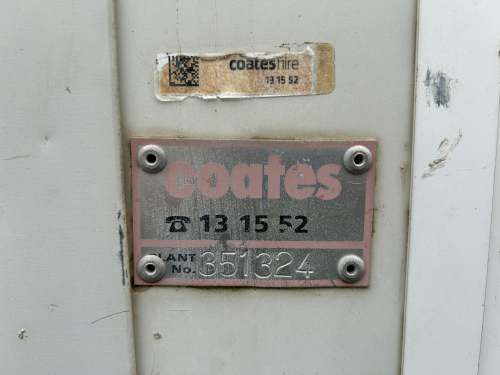 coateshire
13 15 52
coates
☎ 13 15 52
PLANT
No. 351324